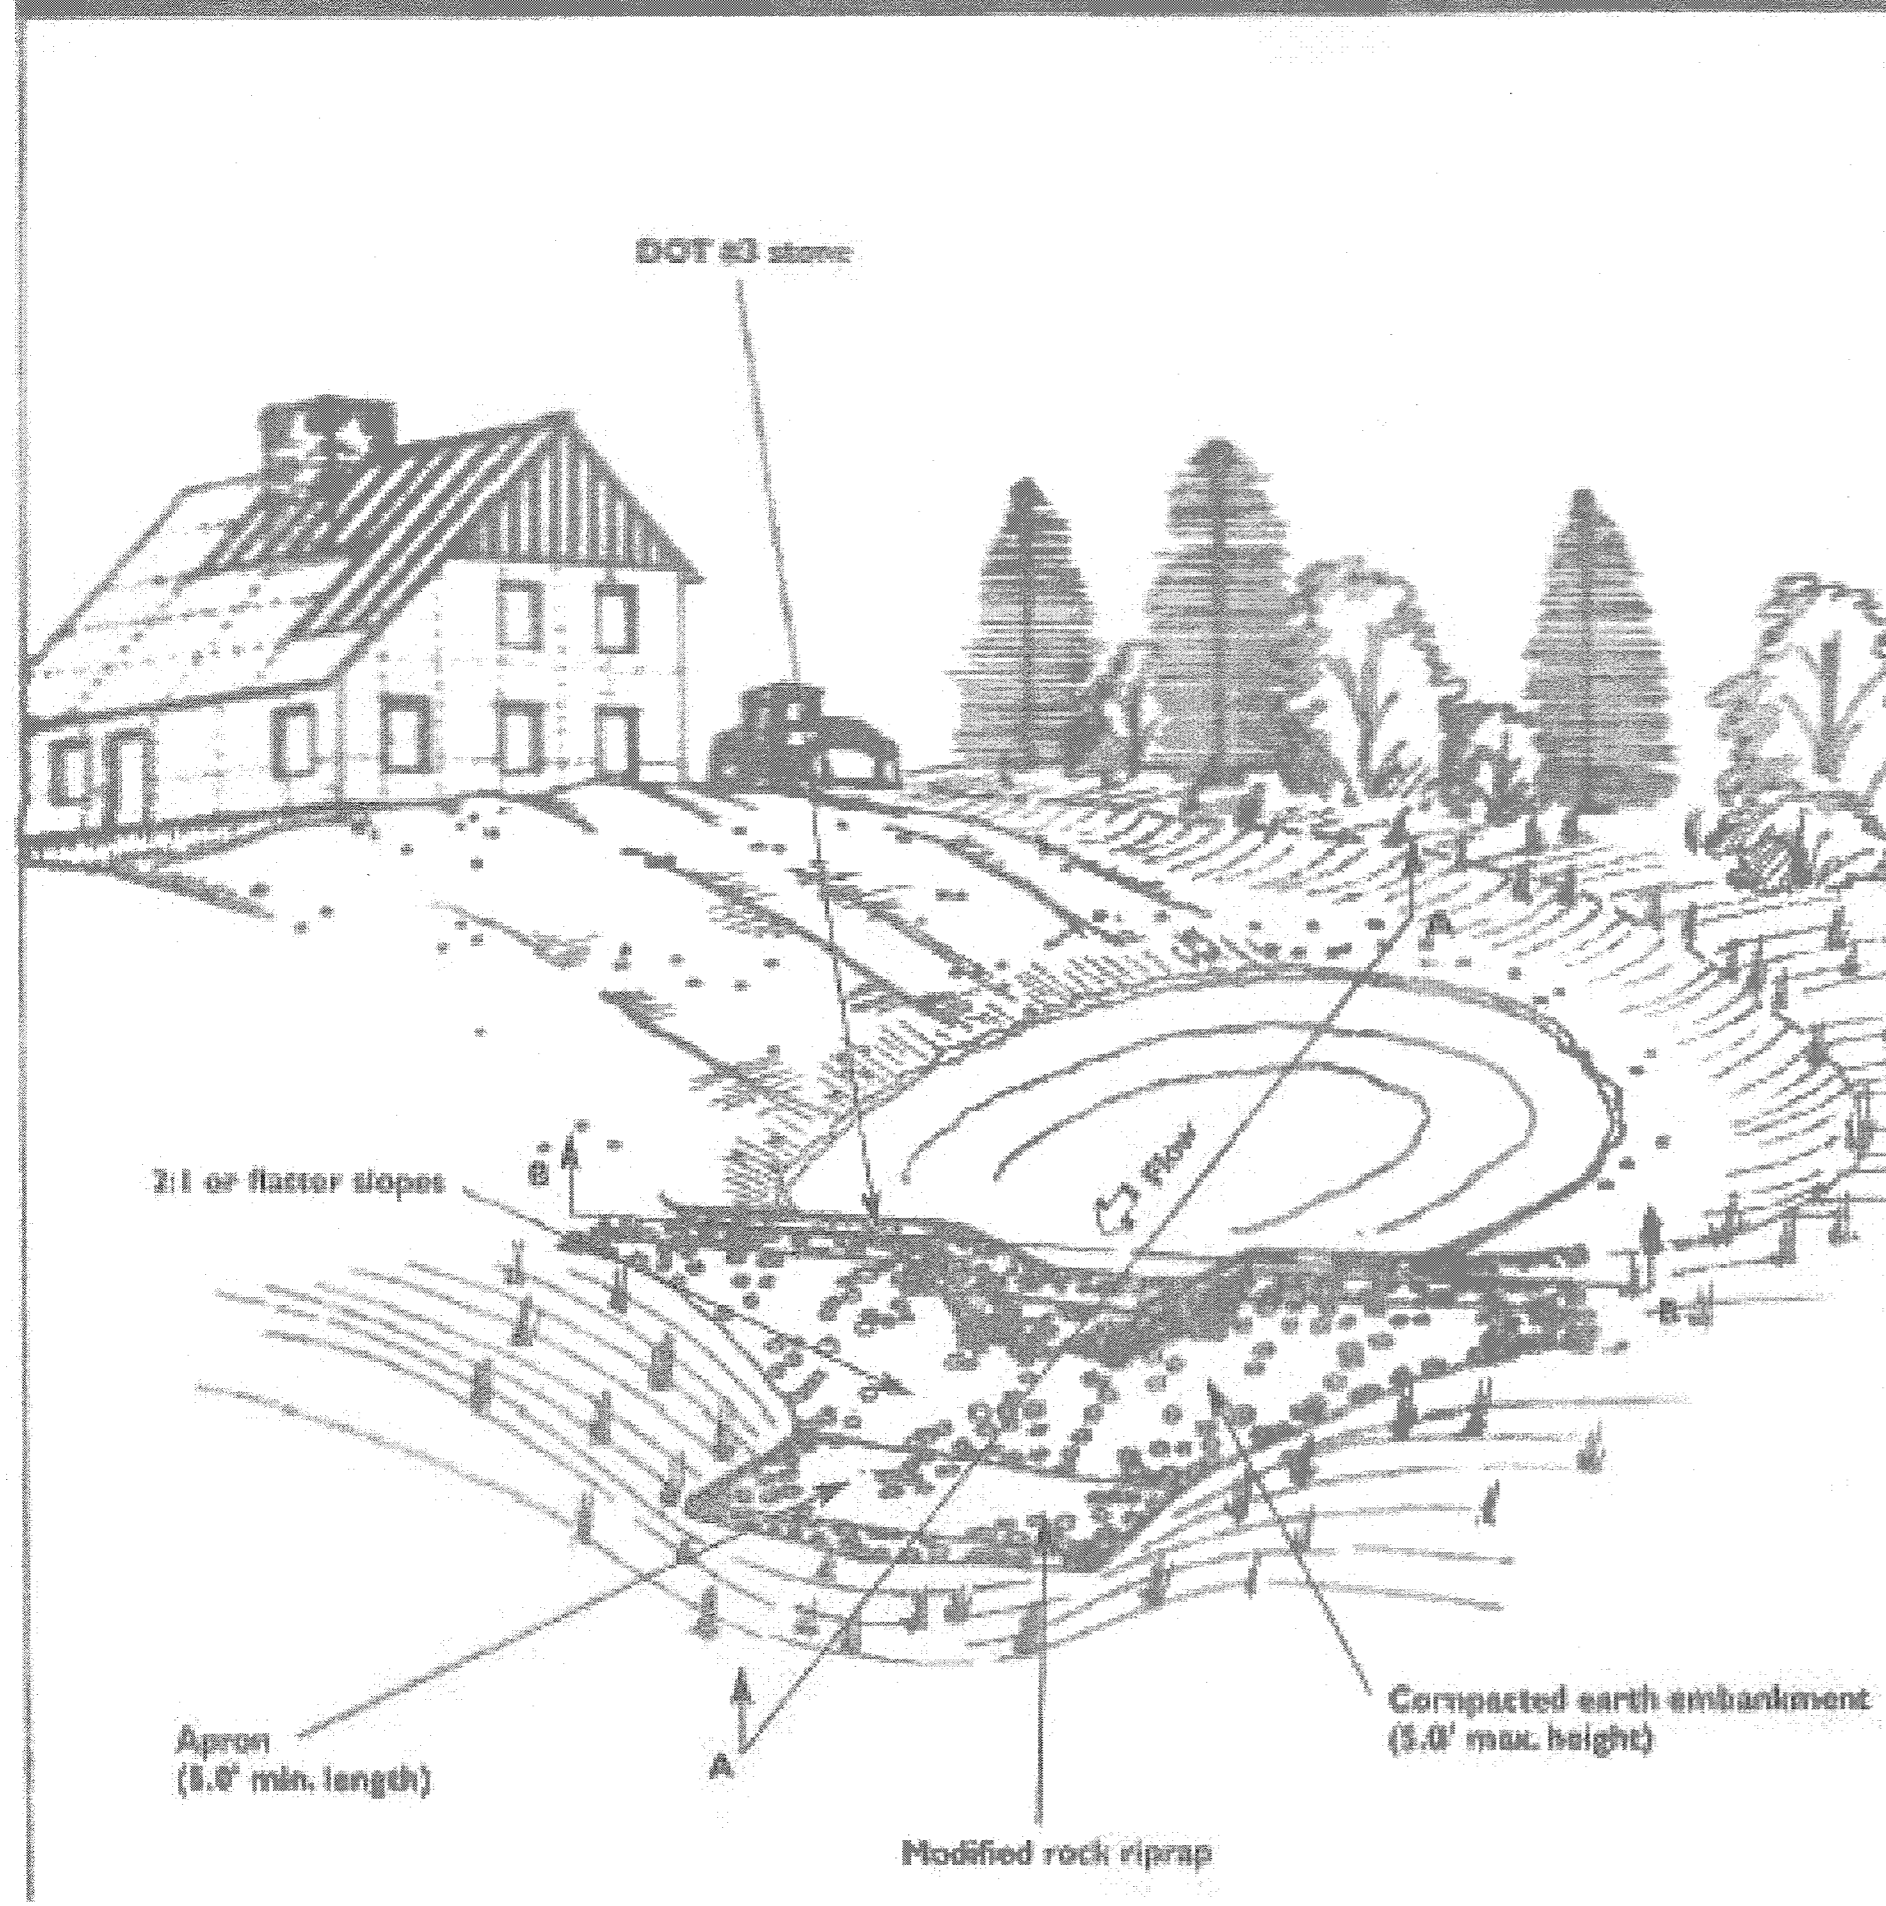 DOT #3 stone
A
Flow
B
2:1 or flatter slopes
B
Compacted earth embankment
(5.0' max. height)
Apron
(5.0' min. length)
A
Modified rock riprap